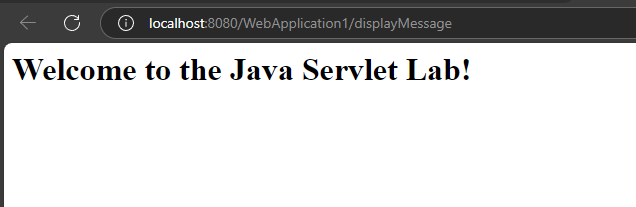 localhost:8080/WebApplication1/displayMessage
Welcome to the Java Servlet Lab!